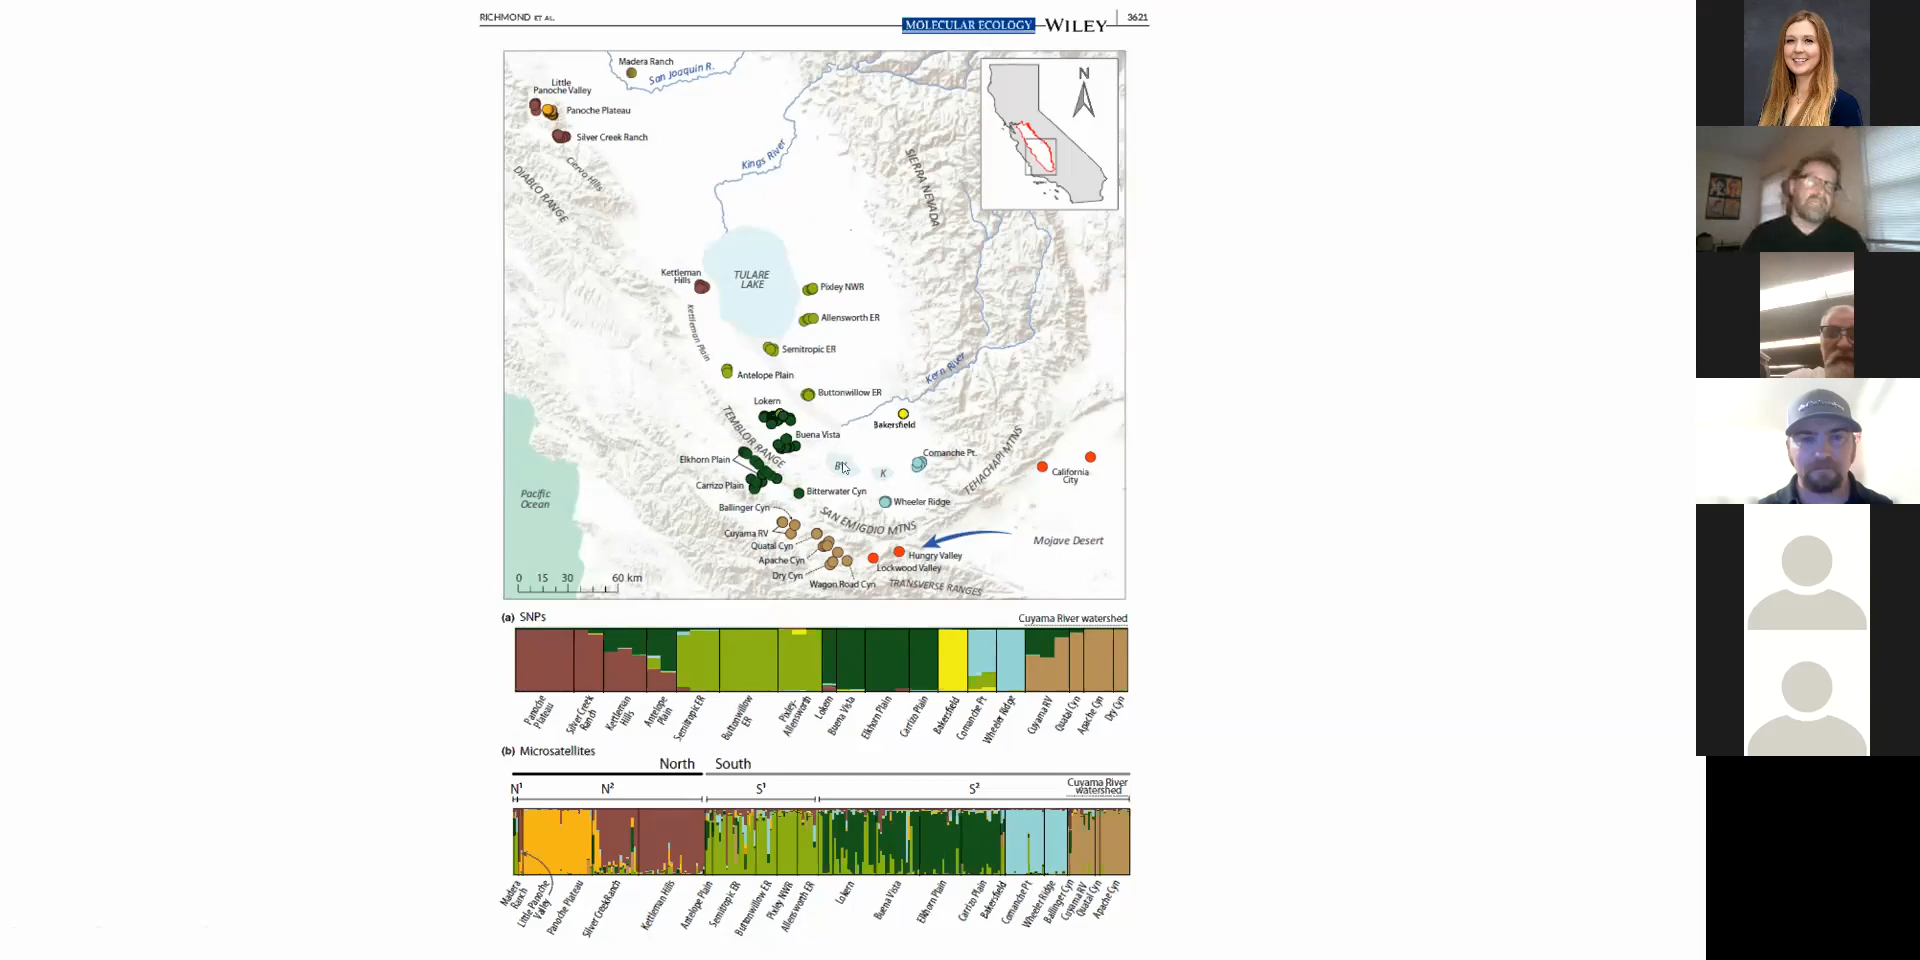 RICHMOND ET AL.
MOLECULAR ECOLOGY WILEY 3621
Madera Ranch
San Joaquin R.
Little
Panoche Valley
Panoche Plateau
Silver Creek Ranch
Ciervo Hills
DIABLO RANGE
Kings River
SIERRA NEVADA
N
TULARE
LAKE
Kettleman
Hills
Kettleman Plain
Pixley NWR
Allensworth ER
Semitropic ER
Antelope Plain
Buttonwillow ER
Kern River
Lokern
Bakersfield
TEMBLOR RANGE
Buena Vista
Elkhorn Plain
Carrizo Plain
K
Comanche Pt.
TEHACHAPI MTNS
California
City
Bitterwater Cyn
Wheeler Ridge
Pacific
Ocean
Ballinger Cyn
Cuyama RV
Quatal Cyn
Apache Cyn
Dry Cyn
Wagon Road Cyn
SAN EMIGDIO MTNS
Hungry Valley
Lockwood Valley
Mojave Desert
TRANSVERSE RANGES
0 15 30 60 km
(a) SNPs
Cuyama River watershed
Panoche
Plateau
Silver Creek
Ranch
Kettleman
Hills
Antelope
Plain
Semitropic ER
Buttonwillow
ER
Pixley-
Allensworth
Lokern
Buena Vista
Elkhorn Plain
Carrizo Plain
Bakersfield
Comanche Pt
Wheeler Ridge
Cuyama RV
Quatal Cyn
Apache Cyn
Dry Cyn
(b) Microsatellites
North South
N¹ N² S¹ S²
Cuyama River
watershed
Madera
Ranch
Little Panoche
Valley
Panoche Plateau
Silver Creek Ranch
Kettleman Hills
Antelope Plain
Semitropic ER
Buttonwillow ER
Pixley NWR
Allensworth ER
Lokern
Buena Vista
Elkhorn Plain
Carrizo Plain
Bakersfield
Comanche Pt
Wheeler Ridge
Ballinger Cyn
Cuyama RV
Quatal Cyn
Apache Cyn